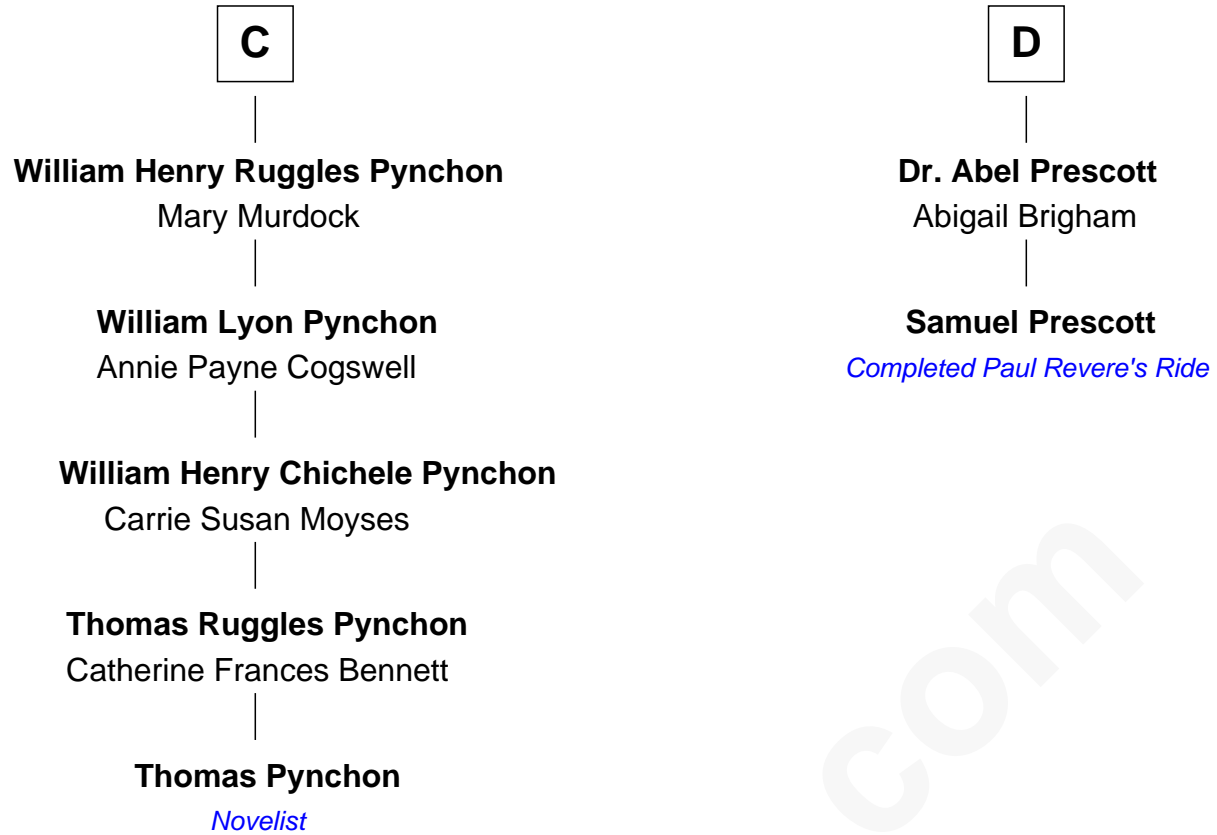 C
William Henry Ruggles Pynchon
Mary Murdock
William Lyon Pynchon
Annie Payne Cogswell
William Henry Chichele Pynchon
Carrie Susan Moyses
Thomas Ruggles Pynchon
Catherine Frances Bennett
Thomas Pynchon
Novelist
D
Dr. Abel Prescott
Abigail Brigham
Samuel Prescott
Completed Paul Revere's Ride
com